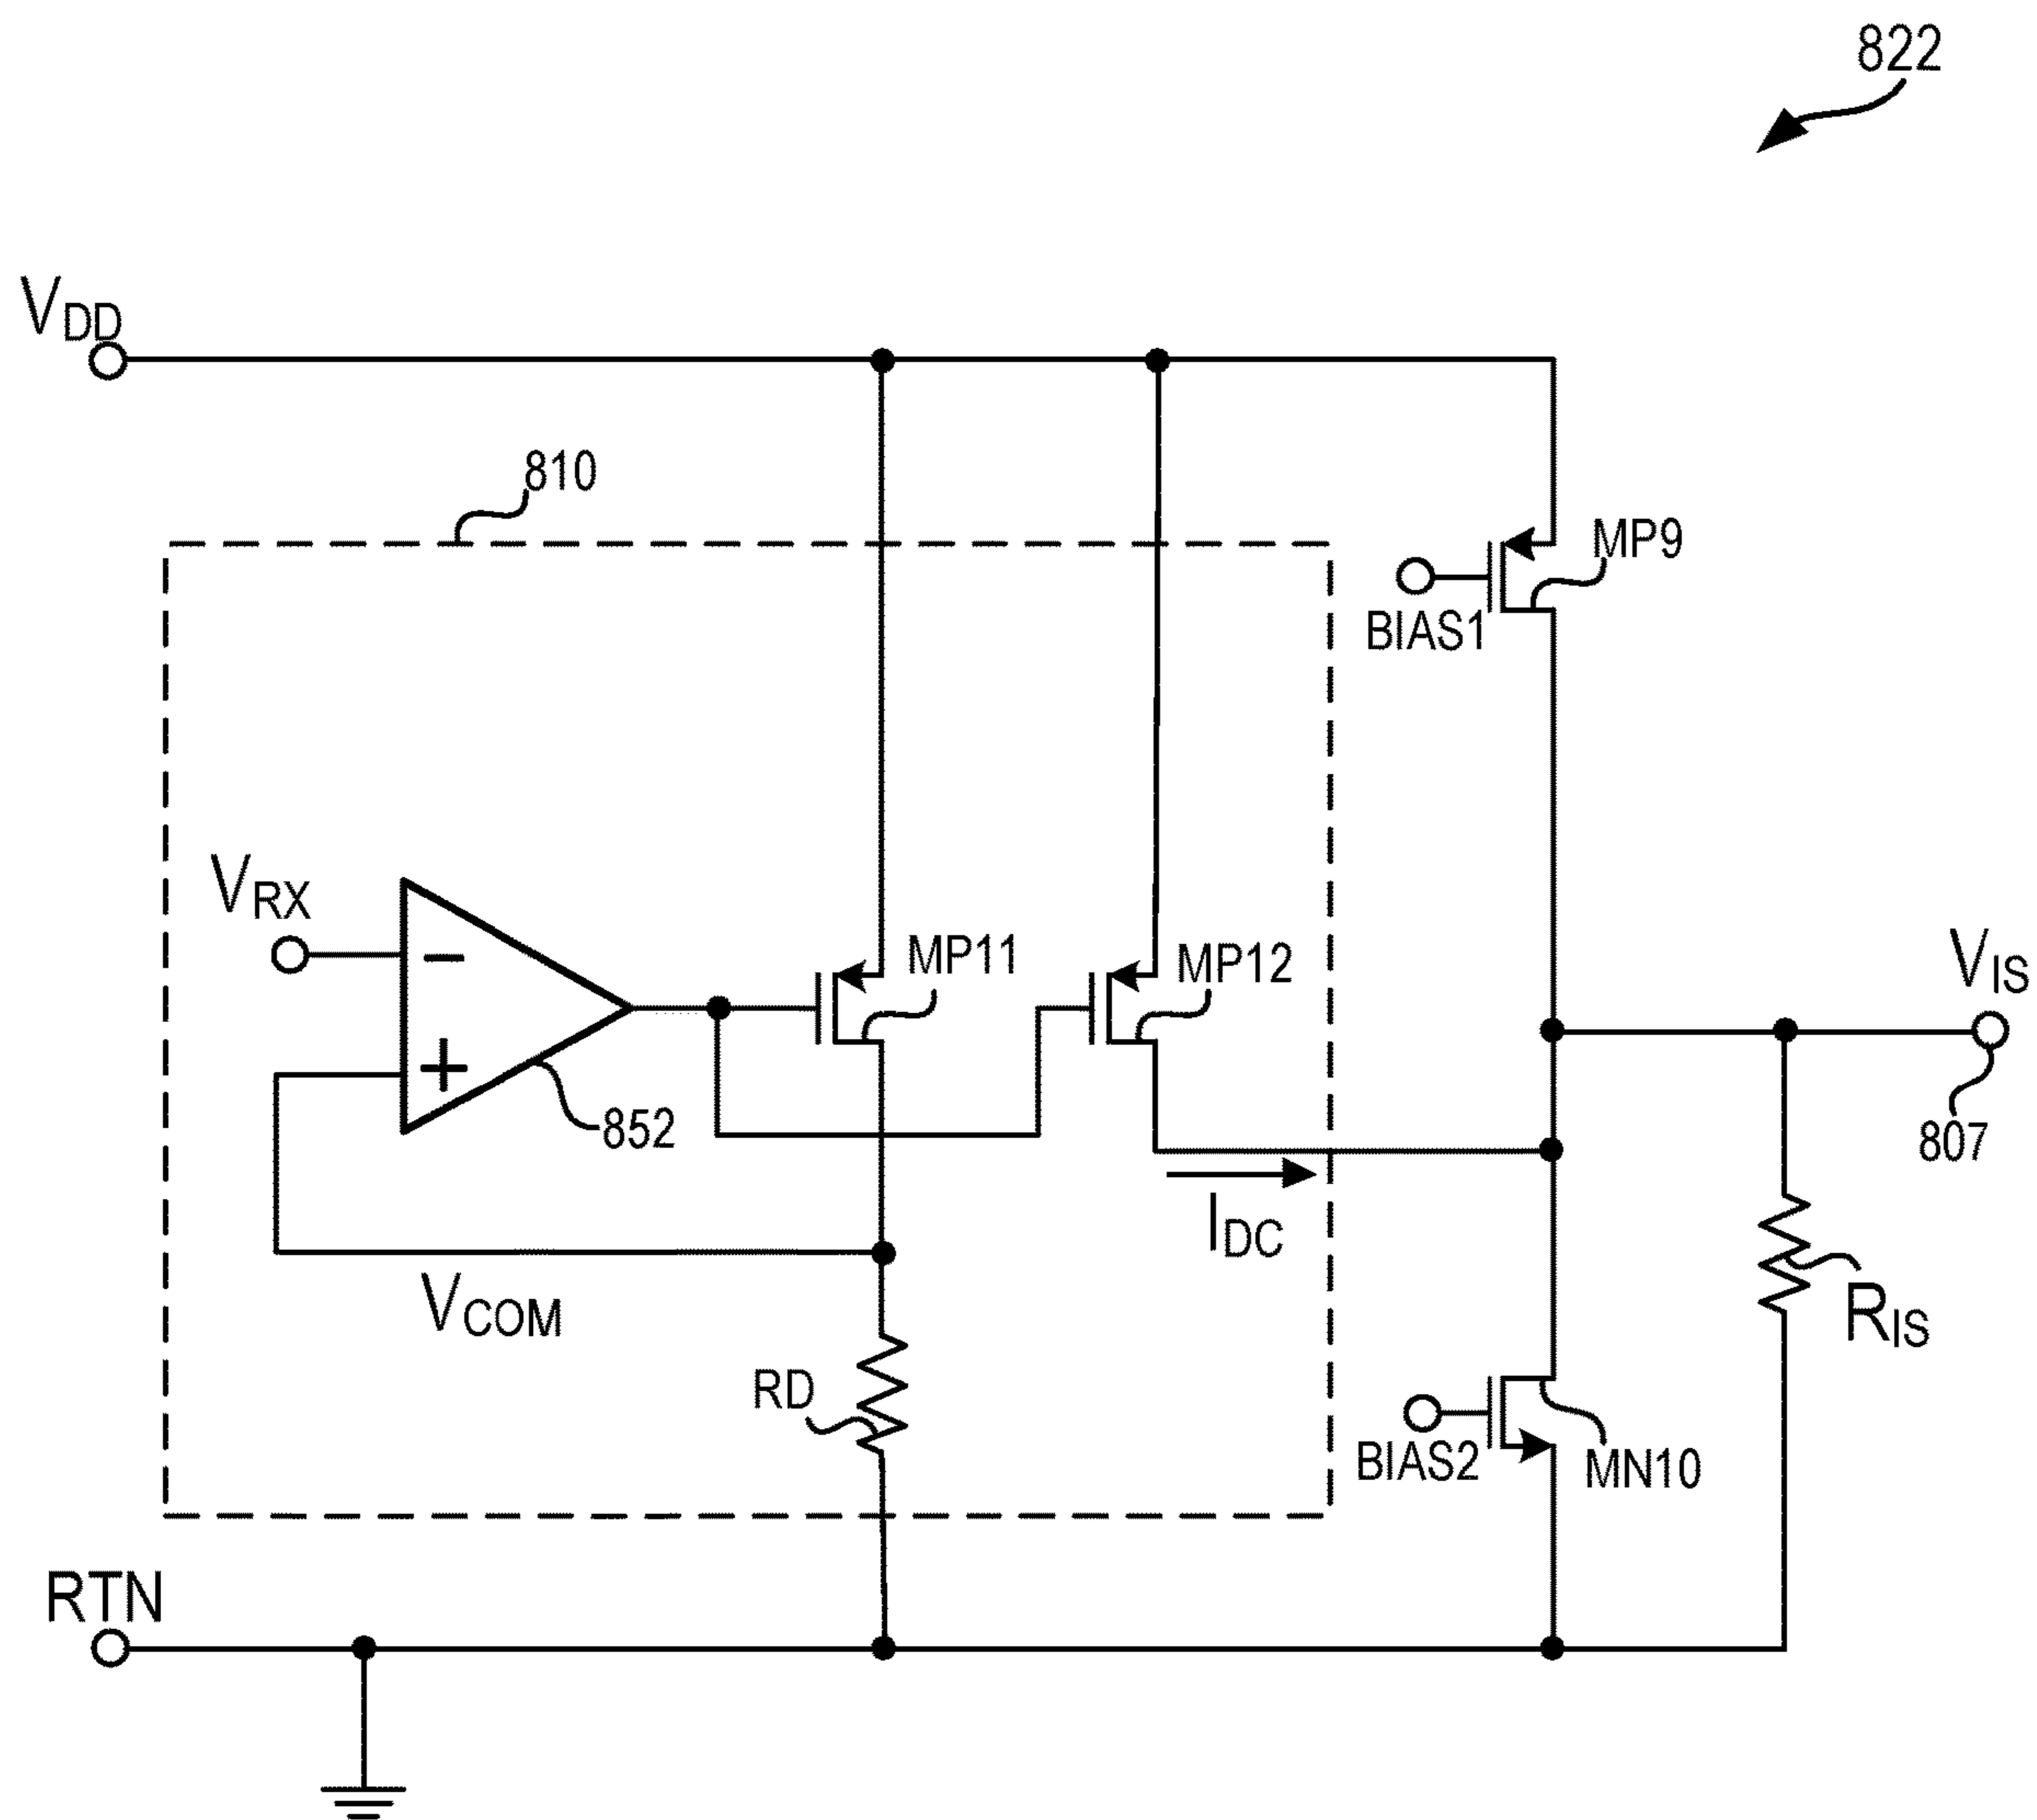 822
VDD
810
MP9
BIAS1
VRX
−
MP11
MP12
VIS
+
852
807
IDC
VCOM
RIS
RD
BIAS2
MN10
RTN